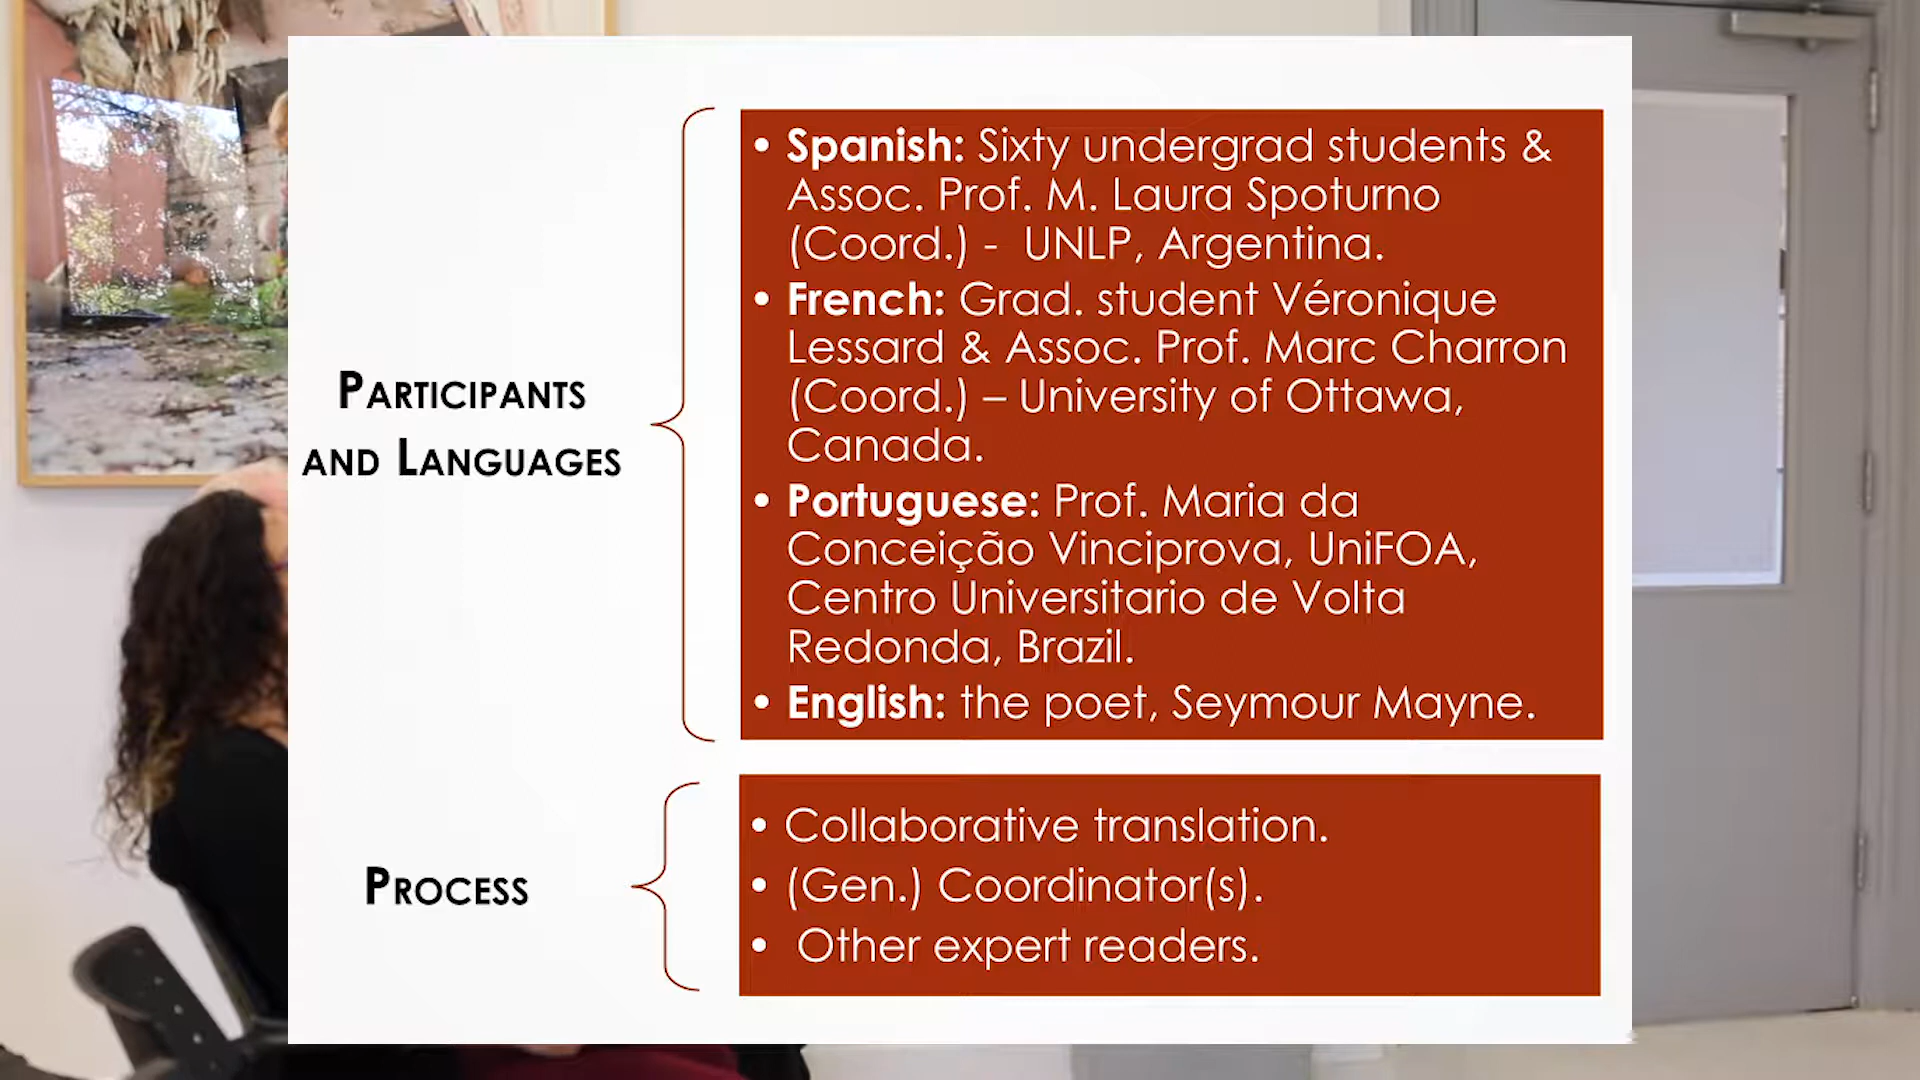 PARTICIPANTS
AND LANGUAGES
• Spanish: Sixty undergrad students &
Assoc. Prof. M. Laura Spoturno
(Coord.) - UNLP, Argentina.
• French: Grad. student Véronique
Lessard & Assoc. Prof. Marc Charron
(Coord.) – University of Ottawa,
Canada.
• Portuguese: Prof. Maria da
Conceição Vinciprova, UniFOA,
Centro Universitario de Volta
Redonda, Brazil.
• English: the poet, Seymour Mayne.
PROCESS
• Collaborative translation.
• (Gen.) Coordinator(s).
• Other expert readers.